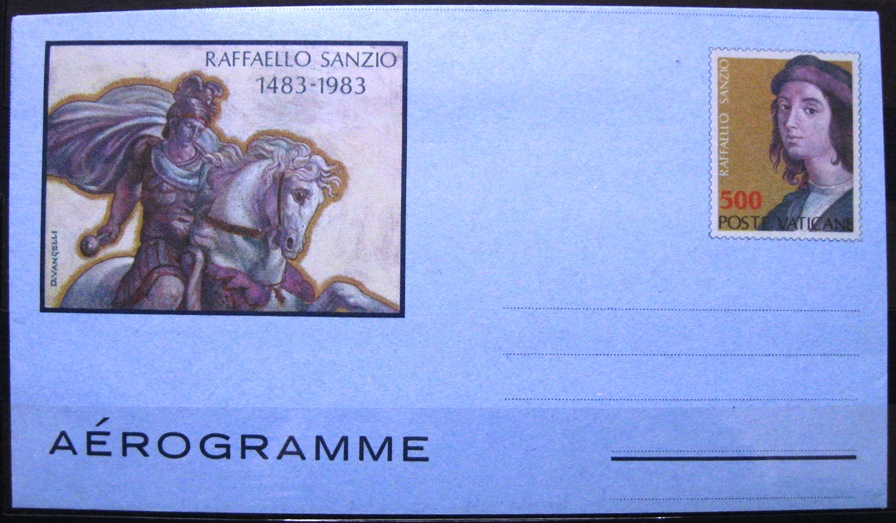 RAFFAELLO SANZIO
1483-1983
D.VANGELLI
RAFFAELLO SANZIO
500
POSTE VATICANE
AÉROGRAMME